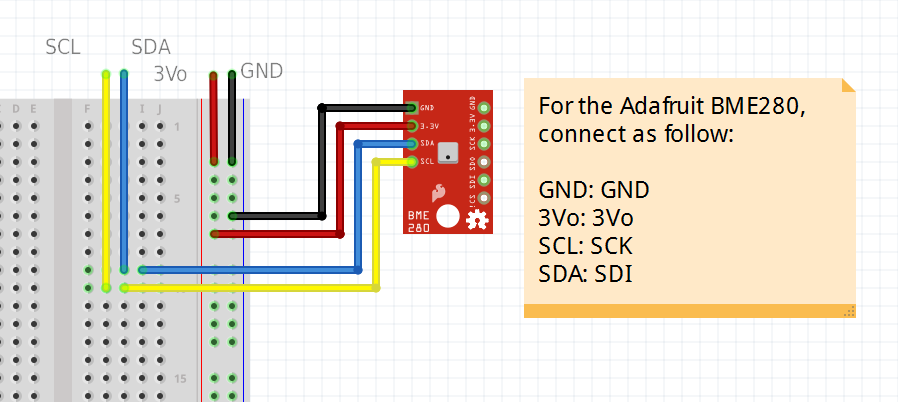 SCL
SDA
3Vo
GND
D E
F
I J
1
5
15
GND
3.3V
SDA
SCL
GND
3.3V
SCK
SDO
SDI
BME
280
For the Adafruit BME280,
connect as follow:
GND: GND
3Vo: 3Vo
SCL: SCK
SDA: SDI